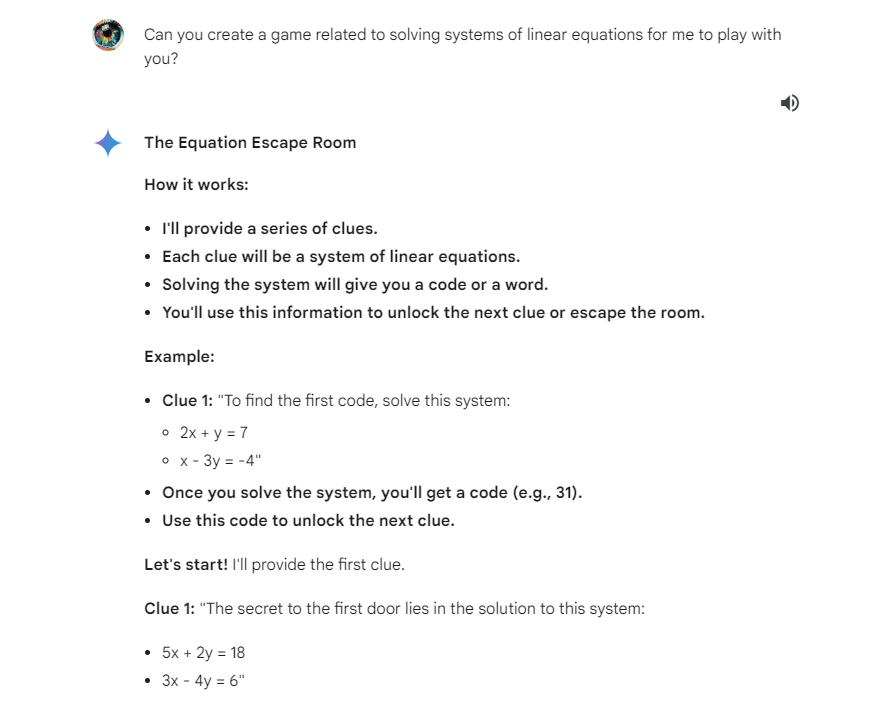 Can you create a game related to solving systems of linear equations for me to play with
you?
The Equation Escape Room
How it works:
• I'll provide a series of clues.
• Each clue will be a system of linear equations.
• Solving the system will give you a code or a word.
• You'll use this information to unlock the next clue or escape the room.
Example:
• Clue 1: "To find the first code, solve this system:
◦ 2x + y = 7
◦ x - 3y = -4"
• Once you solve the system, you'll get a code (e.g., 31).
• Use this code to unlock the next clue.
Let's start! I'll provide the first clue.
Clue 1: "The secret to the first door lies in the solution to this system:
• 5x + 2y = 18
• 3x - 4y = 6"